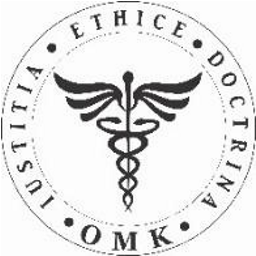 IUSTITIA • ETHICE • DOCTRINA
• OMK •